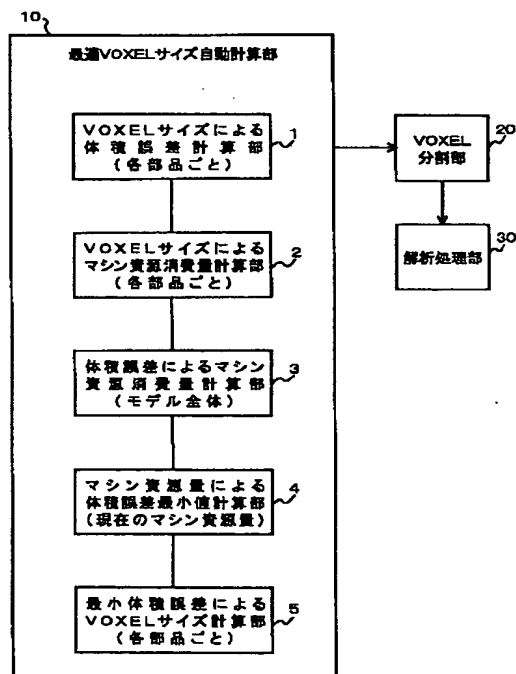 10
最適VOXELサイズ自動計算部
VOXELサイズによる
体積誤差計算部
(各部品ごと)
1
VOXELサイズによる
マシン資源消費量計算部
(各部品ごと)
2
体積誤差によるマシン
資源消費量計算部
(モデル全体)
3
マシン資源量による
体積誤差最小値計算部
(現在のマシン資源量)
4
最小体積誤差による
VOXELサイズ計算部
(各部品ごと)
5
VOXEL
分割部
20
解析処理部
30